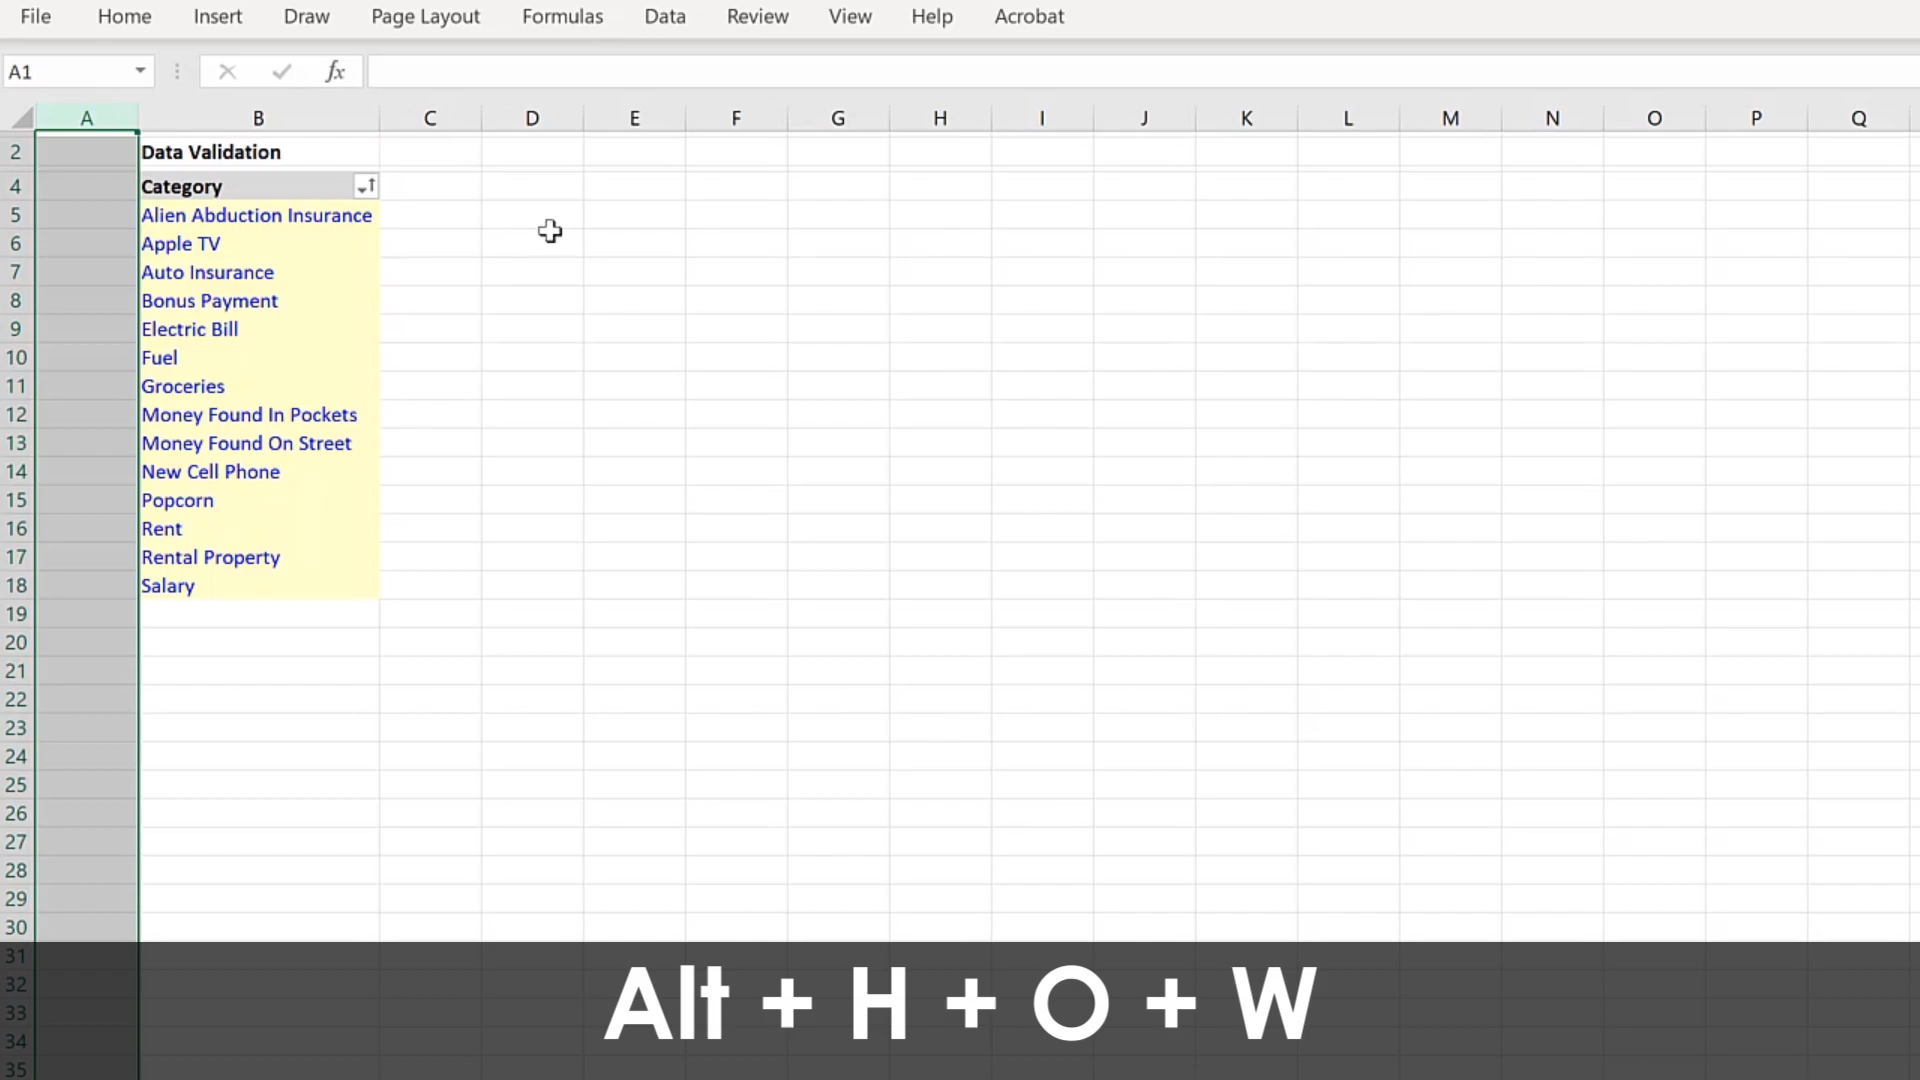 File Home Insert Draw Page Layout Formulas Data Review View Help Acrobat
A1 fx
A B C D E F G H I J K L M N O P Q
2 Data Validation
4 Category
5 Alien Abduction Insurance
6 Apple TV
7 Auto Insurance
8 Bonus Payment
9 Electric Bill
10 Fuel
11 Groceries
12 Money Found In Pockets
13 Money Found On Street
14 New Cell Phone
15 Popcorn
16 Rent
17 Rental Property
18 Salary
19
20
21
22
23
24
25
26
27
28
29
30
31
32
33
34
35
Alt + H + O + W